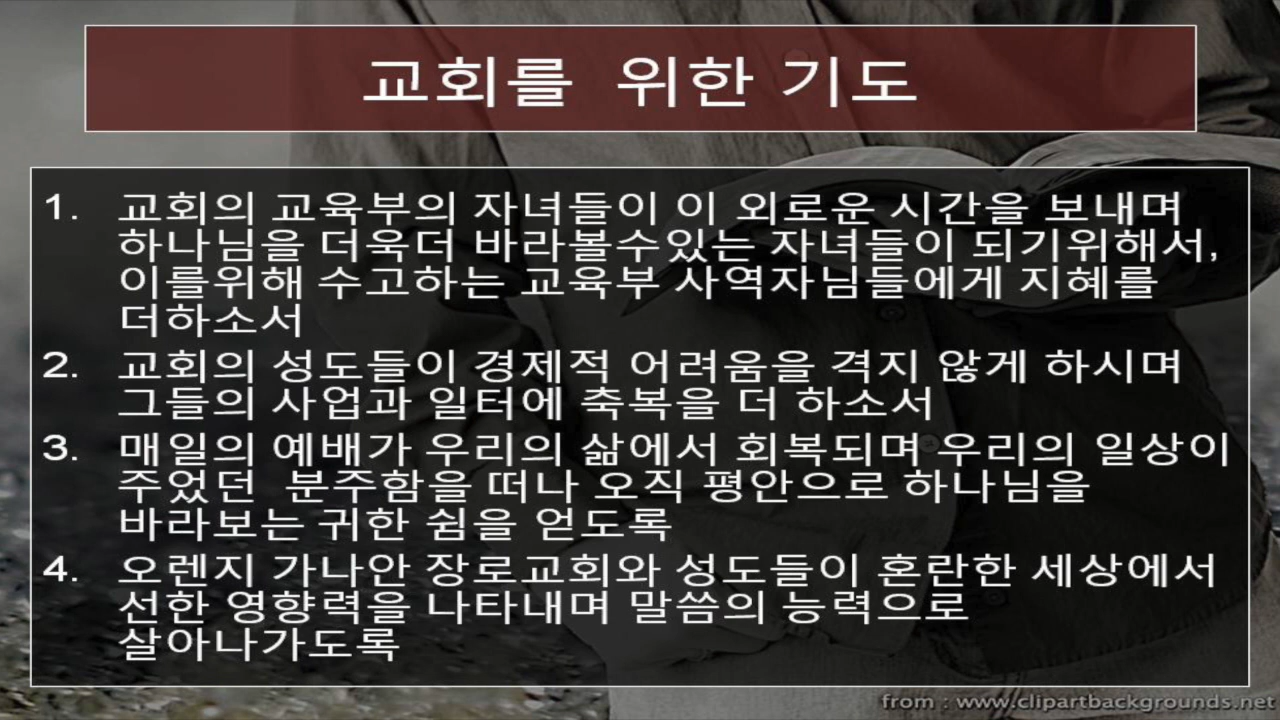 교회를 위한 기도
1. 교회의 교육부의 자녀들이 이 외로운 시간을 보내며
하나님을 더욱더 바라볼수있는 자녀들이 되기위해서,
이를위해 수고하는 교육부 사역자님들에게 지혜를
더하소서
2. 교회의 성도들이 경제적 어려움을 격지 않게 하시며
그들의 사업과 일터에 축복을 더 하소서
3. 매일의 예배가 우리의 삶에서 회복되며 우리의 일상이
주었던 분주함을 떠나 오직 평안으로 하나님을
바라보는 귀한 쉼을 얻도록
4. 오렌지 가나안 장로교회와 성도들이 혼란한 세상에서
선한 영향력을 나타내며 말씀의 능력으로
살아나가도록
from : www.clipartbackgrounds.net